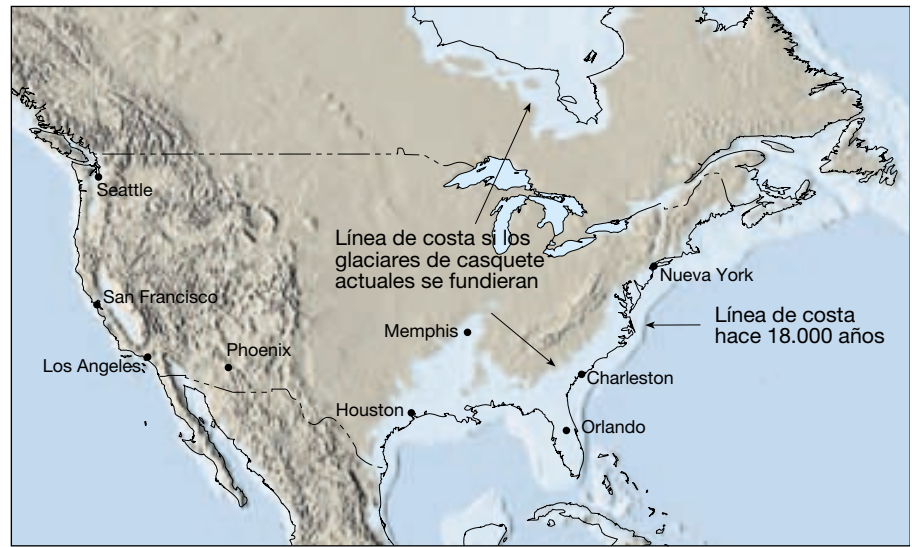 Seattle
Línea de costa si los
glaciares de casquete
actuales se fundieran
Nueva York
San Francisco
Línea de costa
hace 18.000 años
Memphis
Phoenix
Los Angeles
Charleston
Houston
Orlando